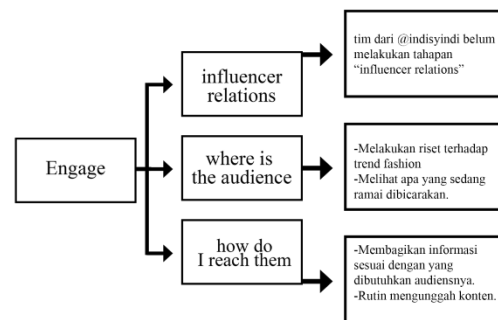 Engage
influencer
relations
tim dari @indisyindi belum
melakukan tahapan
“influencer relations”
where is
the audience
-Melakukan riset terhadap
trend fashion
-Melihat apa yang sedang
ramai dibicarakan.
how do
I reach them
-Membagikan informasi
sesuai dengan yang
dibutuhkan audiensnya.
-Rutin mengunggah konten.